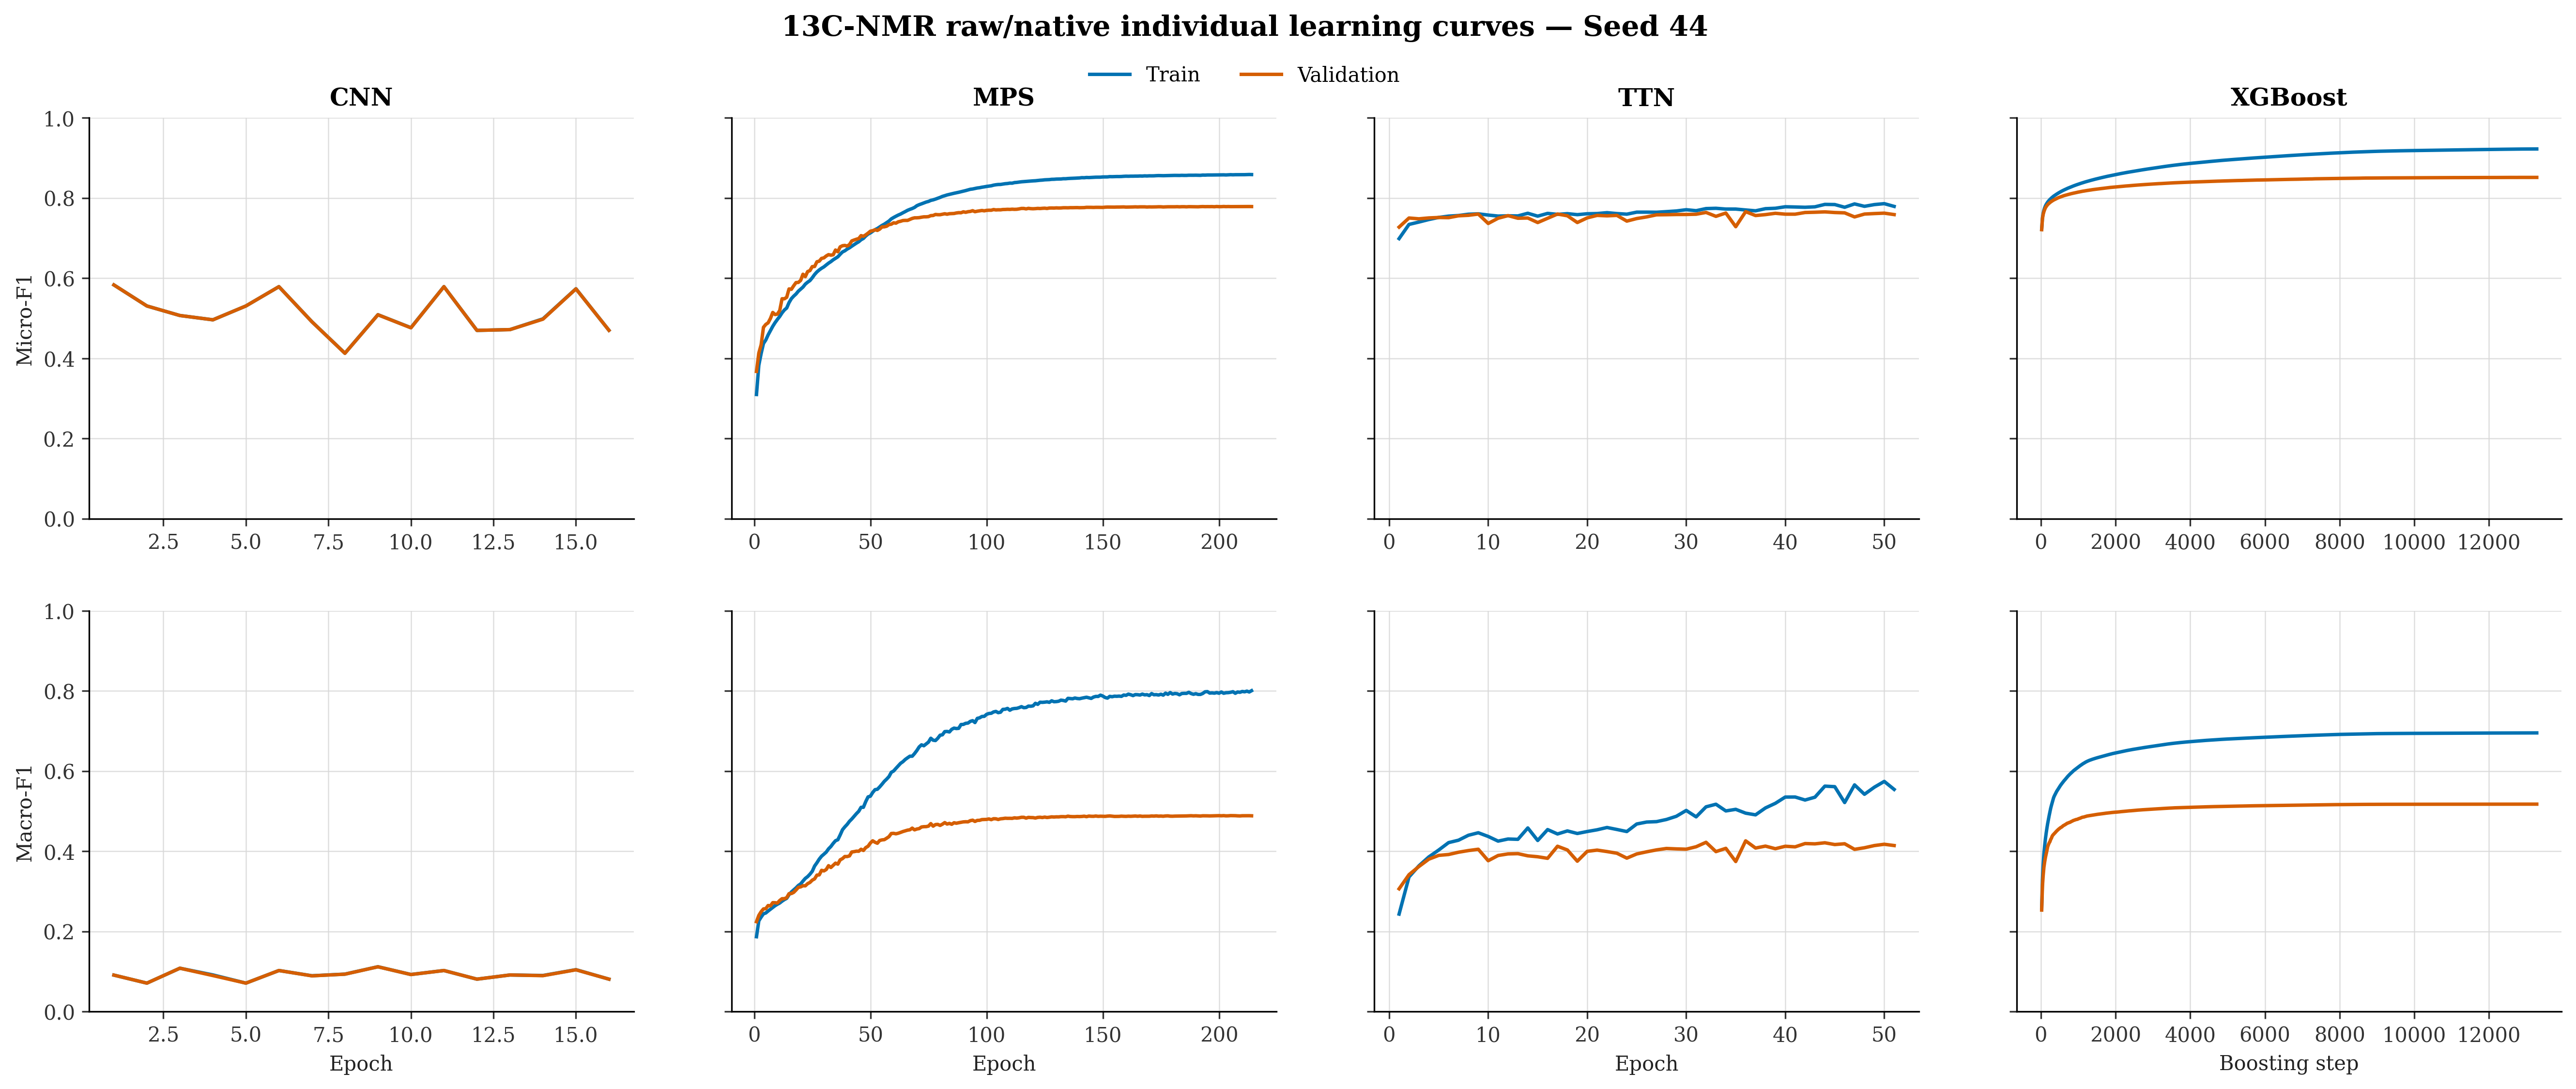 13C-NMR raw/native individual learning curves — Seed 44
Train Validation
CNN MPS TTN XGBoost
Micro-F1
1.0
0.8
0.6
0.4
0.2
0.0
2.5 5.0 7.5 10.0 12.5 15.0
0 50 100 150 200
0 10 20 30 40 50
0 2000 4000 6000 8000 10000 12000
Macro-F1
1.0
0.8
0.6
0.4
0.2
0.0
2.5 5.0 7.5 10.0 12.5 15.0
0 50 100 150 200
0 10 20 30 40 50
0 2000 4000 6000 8000 10000 12000
Epoch Epoch Epoch Boosting step